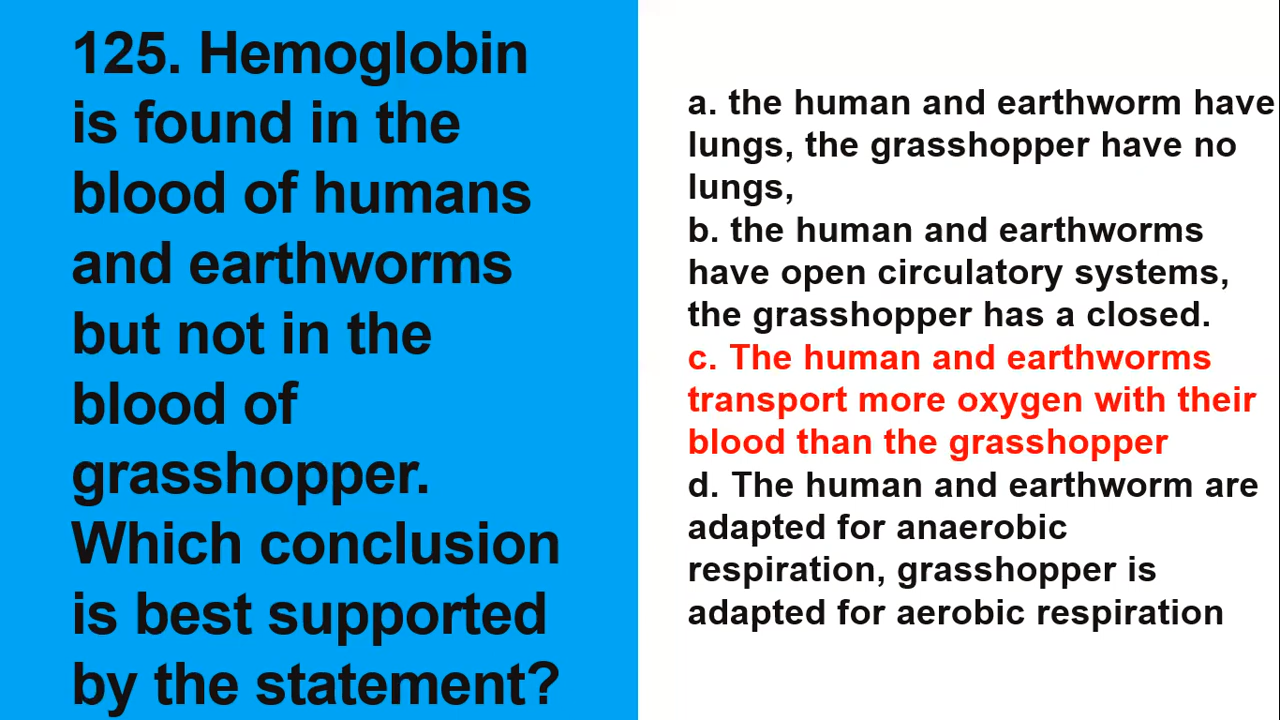 125. Hemoglobin
is found in the
blood of humans
and earthworms
but not in the
blood of
grasshopper.
Which conclusion
is best supported
by the statement?
a. the human and earthworm have
lungs, the grasshopper have no
lungs,
b. the human and earthworms
have open circulatory systems,
the grasshopper has a closed.
c. The human and earthworms
transport more oxygen with their
blood than the grasshopper
d. The human and earthworm are
adapted for anaerobic
respiration, grasshopper is
adapted for aerobic respiration